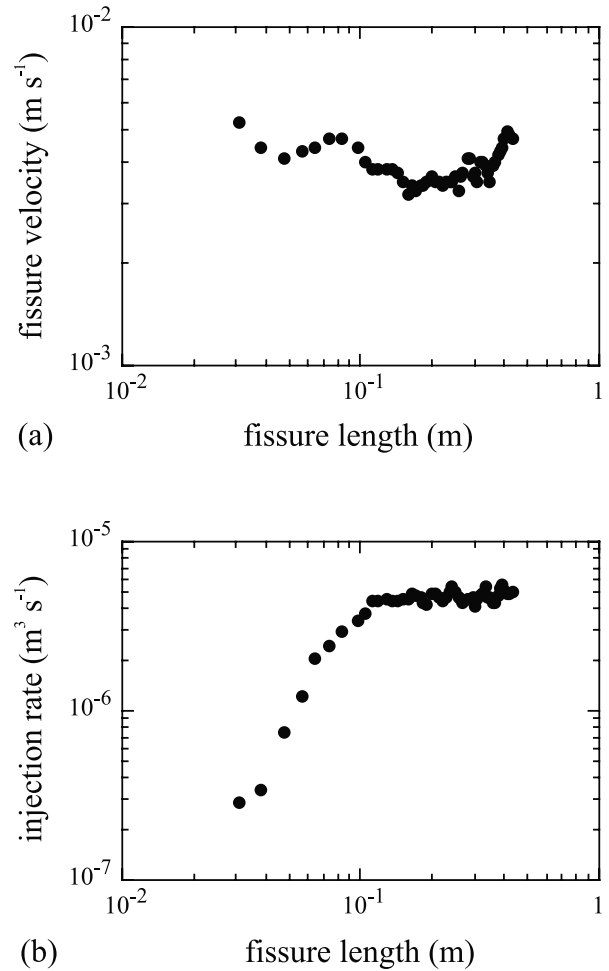 10⁻²
fissure velocity (m s⁻¹)
10⁻³
10⁻² 10⁻¹ 1
(a) fissure length (m)
10⁻⁵
injection rate (m³ s⁻¹)
10⁻⁶
10⁻⁷
10⁻² 10⁻¹ 1
(b) fissure length (m)